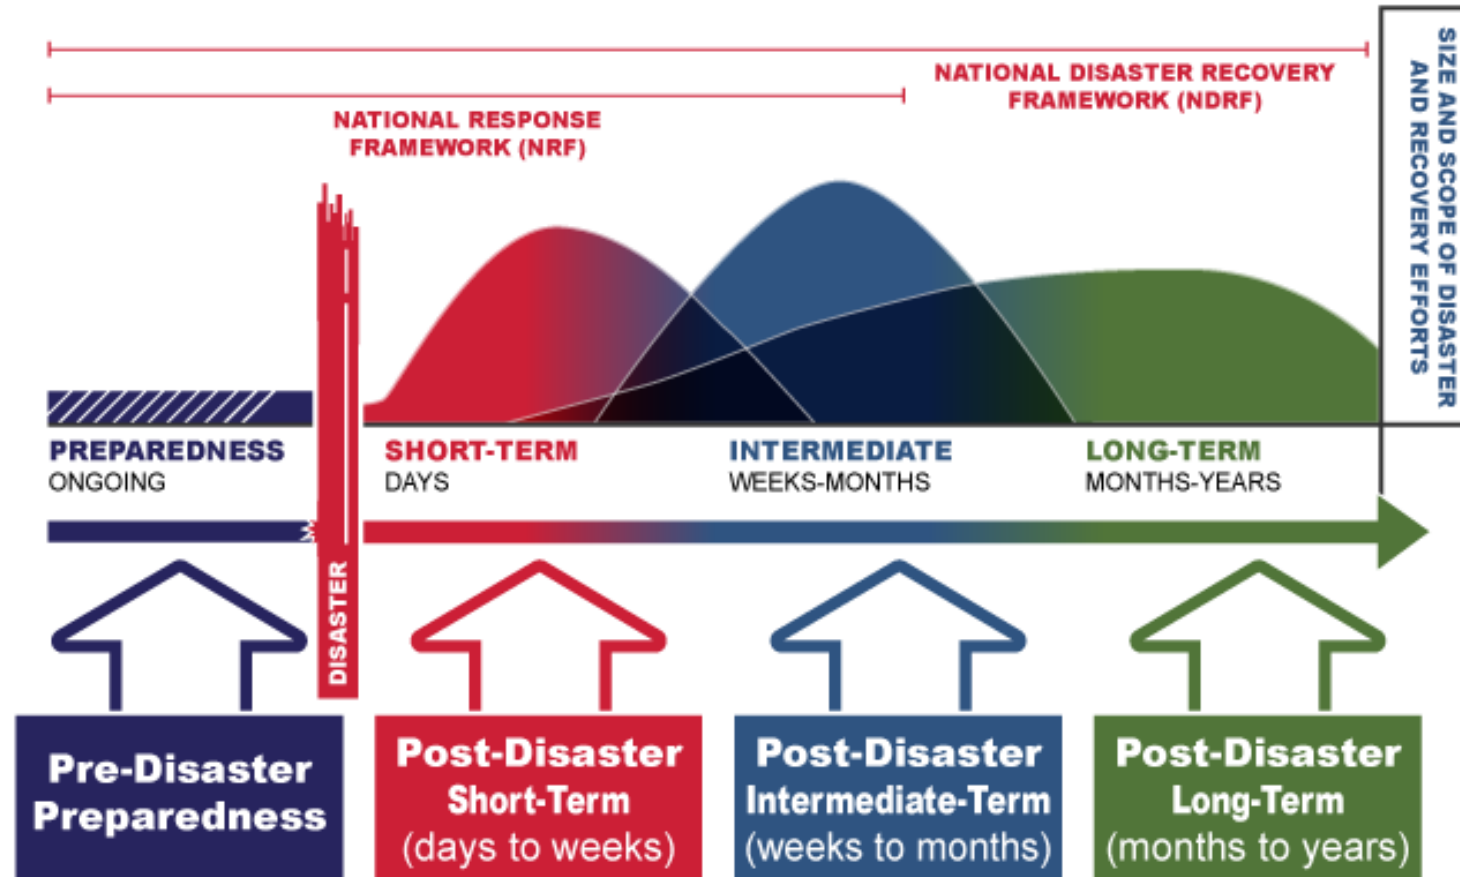 NATIONAL DISASTER RECOVERY
FRAMEWORK (NDRF)
NATIONAL RESPONSE
FRAMEWORK (NRF)
SIZE AND SCOPE OF DISASTER
AND RECOVERY EFFORTS
PREPAREDNESS
ONGOING
SHORT-TERM
DAYS
INTERMEDIATE
WEEKS-MONTHS
LONG-TERM
MONTHS-YEARS
DISASTER
Pre-Disaster
Preparedness
Post-Disaster
Short-Term
(days to weeks)
Post-Disaster
Intermediate-Term
(weeks to months)
Post-Disaster
Long-Term
(months to years)